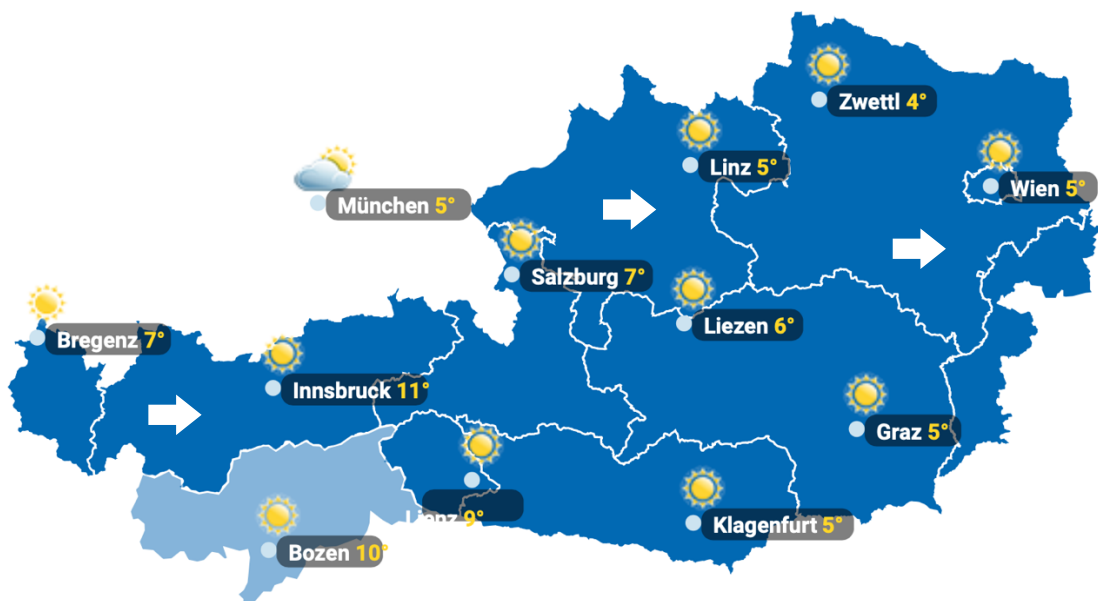 Zwettl 4°
Linz 5°
Wien 5°
München 5°
Salzburg 7°
Liezen 6°
Bregenz 7°
Innsbruck 11°
Graz 5°
Lienz 9°
Klagenfurt 5°
Bozen 10°